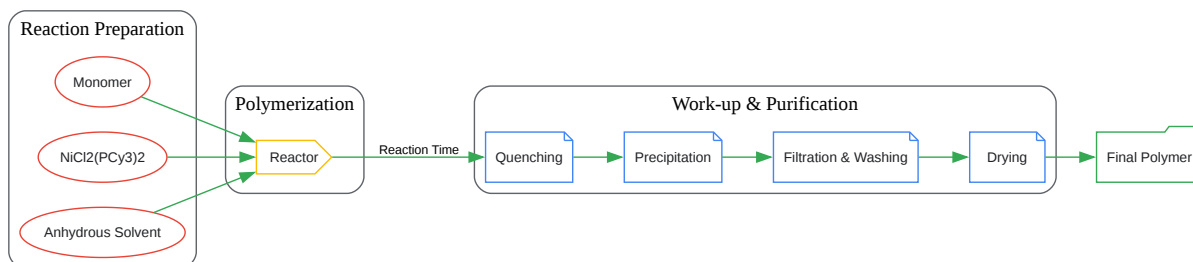 Reaction Preparation
Monomer
NiCl2(PCy3)2
Anhydrous Solvent
Polymerization
Reactor
Reaction Time
Work-up & Purification
Quenching
Precipitation
Filtration & Washing
Drying
Final Polymer